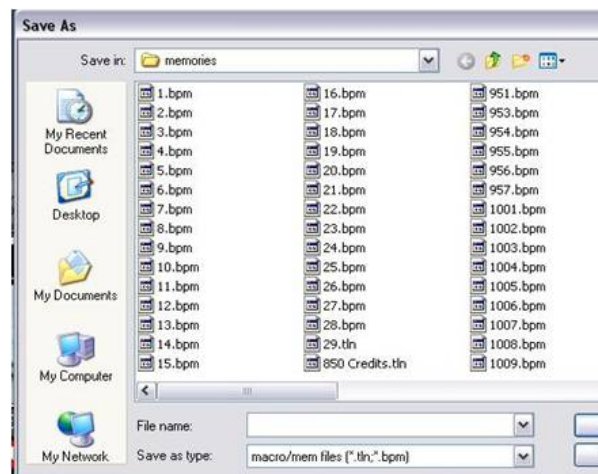 Save As
Save in: memories
My Recent Documents
Desktop
My Documents
My Computer
My Network
1.bpm
2.bpm
3.bpm
4.bpm
5.bpm
6.bpm
7.bpm
8.bpm
9.bpm
10.bpm
11.bpm
12.bpm
13.bpm
14.bpm
15.bpm
16.bpm
17.bpm
18.bpm
19.bpm
20.bpm
21.bpm
22.bpm
23.bpm
24.bpm
25.bpm
26.bpm
27.bpm
28.bpm
29.tln
850 Credits.tln
951.bpm
953.bpm
954.bpm
955.bpm
956.bpm
957.bpm
1001.bpm
1002.bpm
1003.bpm
1004.bpm
1005.bpm
1006.bpm
1007.bpm
1008.bpm
1009.bpm
File name:
Save as type: macro/mem files (*.tln;*.bpm)